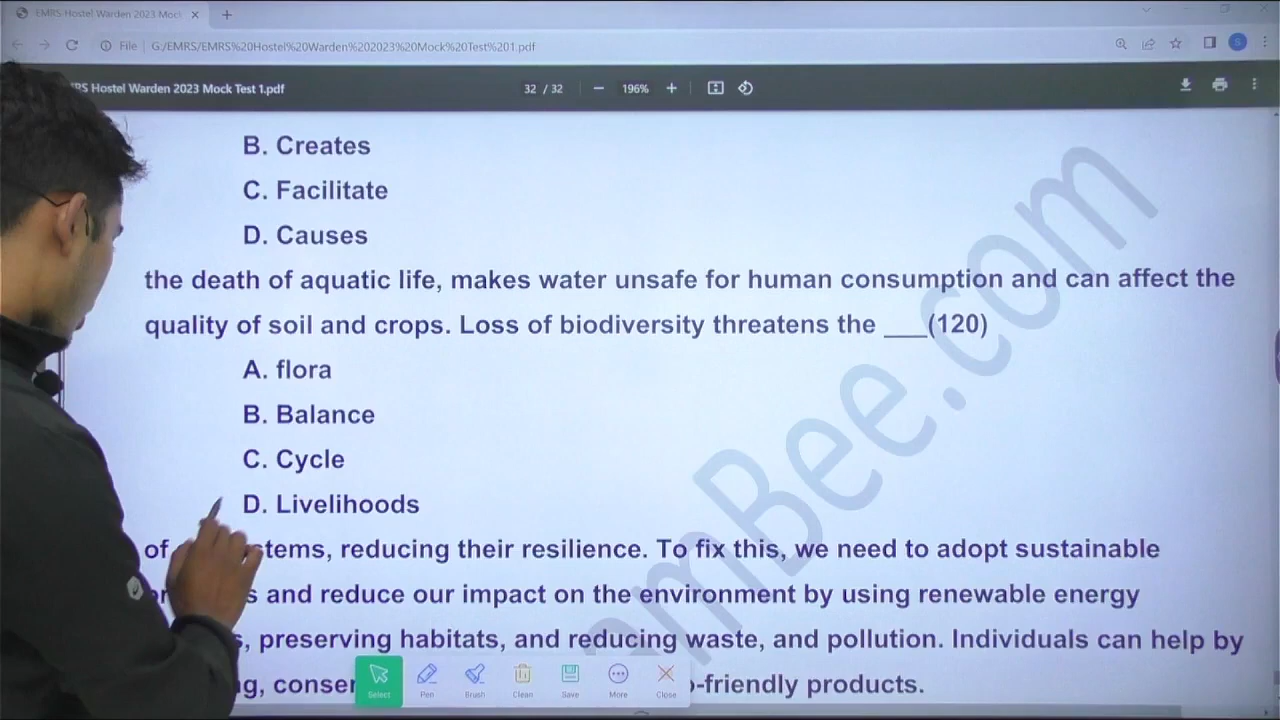 EMRS Hostel Warden 2023 Mock
File G:/EMRS/EMRS%20Hostel%20Warden%202023%20Mock%20Test%201.pdf
S
RS Hostel Warden 2023 Mock Test 1.pdf
32 / 32
196%
B. Creates
C. Facilitate
D. Causes
the death of aquatic life, makes water unsafe for human consumption and can affect the
quality of soil and crops. Loss of biodiversity threatens the ___(120)
A. flora
B. Balance
C. Cycle
D. Livelihoods
of stems, reducing their resilience. To fix this, we need to adopt sustainable
s and reduce our impact on the environment by using renewable energy
s, preserving habitats, and reducing waste, and pollution. Individuals can help by
ng, conser -friendly products.
Select Pen Brush Clean Save More Close
amBee.com